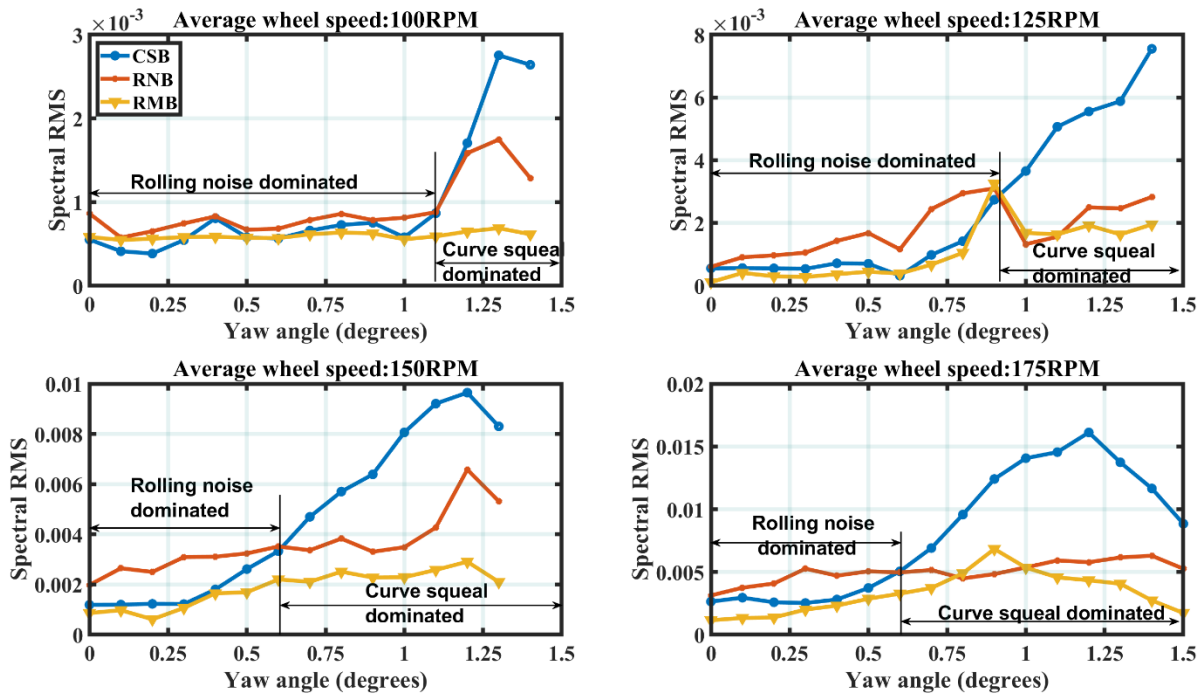 Average wheel speed:100RPM
×10⁻³
3
2
1
0
Spectral RMS
CSB
RNB
RMB
Rolling noise dominated
Curve squeal
dominated
0 0.25 0.5 0.75 1 1.25 1.5
Yaw angle (degrees)
Average wheel speed:125RPM
×10⁻³
8
6
4
2
0
Spectral RMS
Rolling noise dominated
Curve squeal
dominated
0 0.25 0.5 0.75 1 1.25 1.5
Yaw angle (degrees)
Average wheel speed:150RPM
0.01
0.008
0.006
0.004
0.002
0
Spectral RMS
Rolling noise
dominated
Curve squeal
dominated
0 0.25 0.5 0.75 1 1.25 1.5
Yaw angle (degrees)
Average wheel speed:175RPM
0.02
0.015
0.01
0.005
0
Spectral RMS
Rolling noise
dominated
Curve squeal dominated
0 0.25 0.5 0.75 1 1.25 1.5
Yaw angle (degrees)